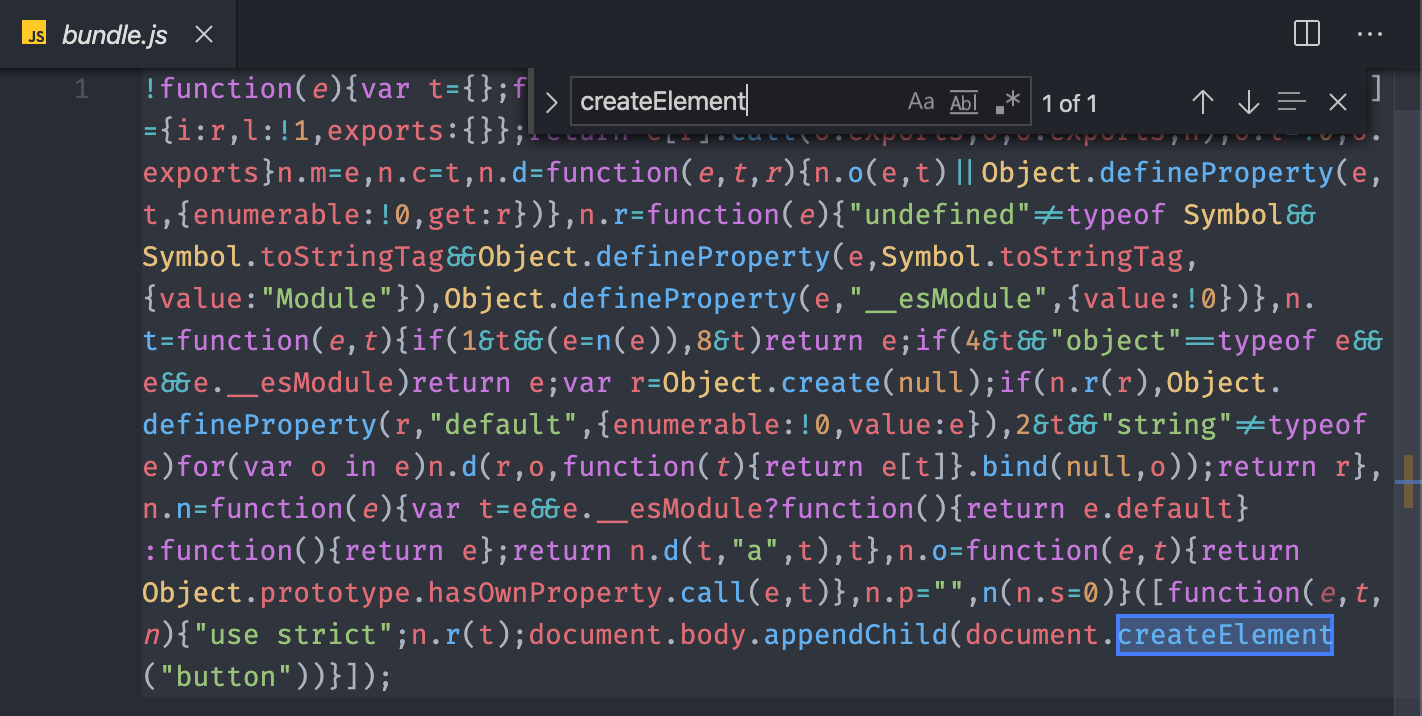 JS bundle.js
createElement Aa Abl .* 1 of 1
1 !function(e){var t={};f ]
={i:r,l:!1,exports:{}};return e[r].call(o.exports,o,o.exports,n),o.l=!0,o.
exports}n.m=e,n.c=t,n.d=function(e,t,r){n.o(e,t)||Object.defineProperty(e,
t,{enumerable:!0,get:r})},n.r=function(e){"undefined"!=typeof Symbol&&
Symbol.toStringTag&&Object.defineProperty(e,Symbol.toStringTag,
{value:"Module"}),Object.defineProperty(e,"__esModule",{value:!0})},n.
t=function(e,t){if(1&t&&(e=n(e)),8&t)return e;if(4&t&&"object"==typeof e&&
e&&e.__esModule)return e;var r=Object.create(null);if(n.r(r),Object.
defineProperty(r,"default",{enumerable:!0,value:e}),2&t&&"string"!=typeof
e)for(var o in e)n.d(r,o,function(t){return e[t]}.bind(null,o));return r},
n.n=function(e){var t=e&&e.__esModule?function(){return e.default}
:function(){return e};return n.d(t,"a",t),t},n.o=function(e,t){return
Object.prototype.hasOwnProperty.call(e,t)},n.p="",n(n.s=0)}([function(e,t,
n){"use strict";n.r(t);document.body.appendChild(document.createElement
("button"))}]);